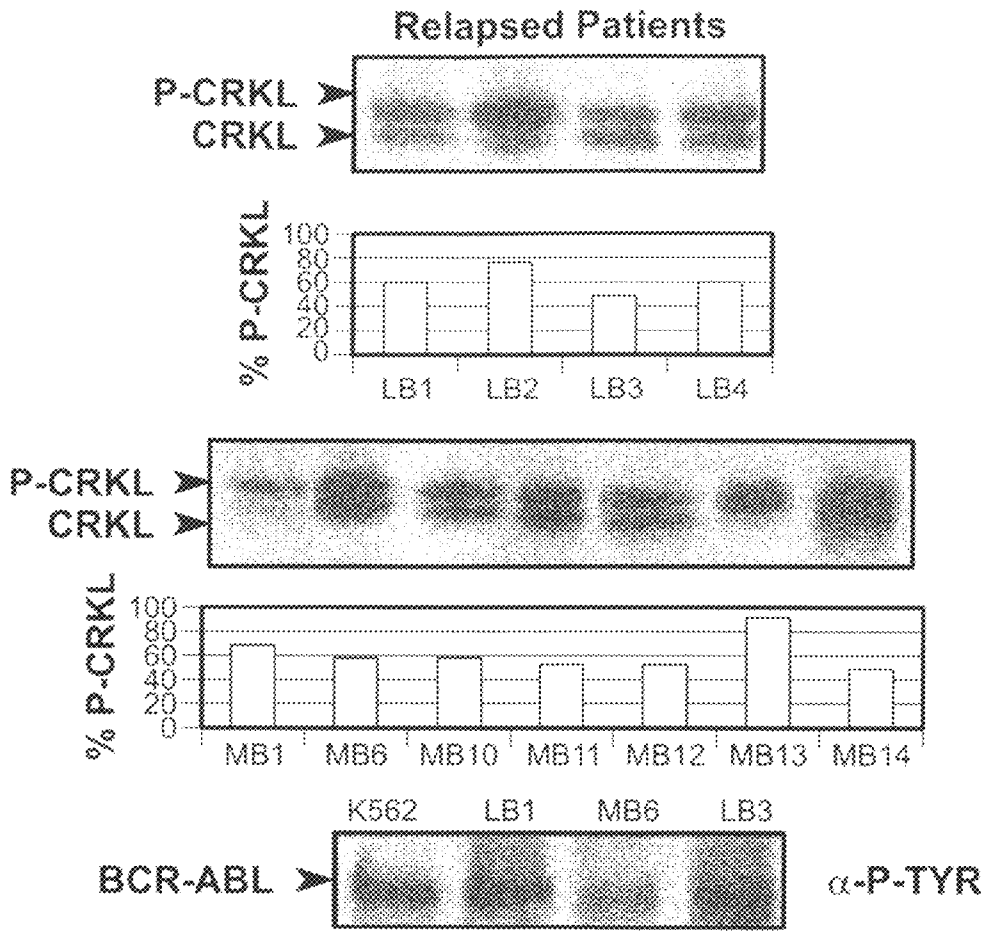 Relapsed Patients
P-CRKL
CRKL
% P-CRKL
100
80
60
40
20
0
LB1 LB2 LB3 LB4
P-CRKL
CRKL
% P-CRKL
100
80
60
40
20
0
MB1 MB6 MB10 MB11 MB12 MB13 MB14
K562 LB1 MB6 LB3
BCR-ABL α-P-TYR